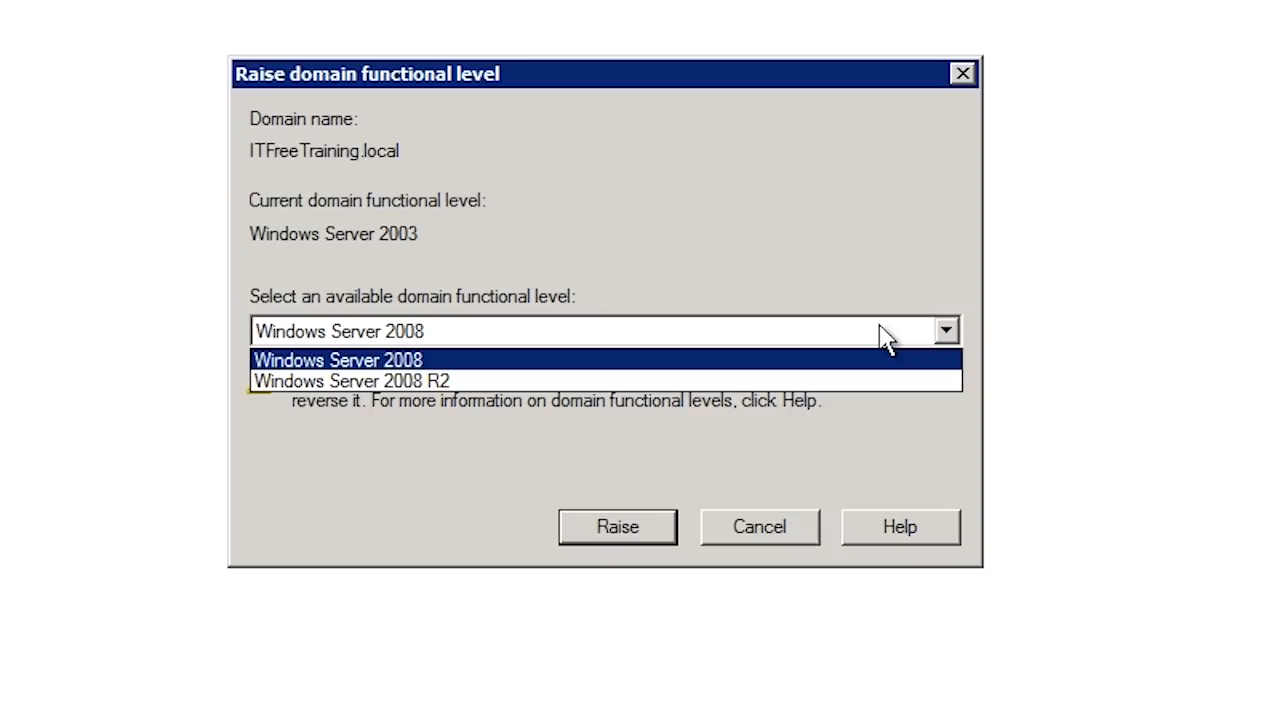 Raise domain functional level
Domain name:
ITFreeTraining.local
Current domain functional level:
Windows Server 2003
Select an available domain functional level:
Windows Server 2008
Windows Server 2008
Windows Server 2008 R2
reverse it. For more information on domain functional levels, click Help.
Raise Cancel Help